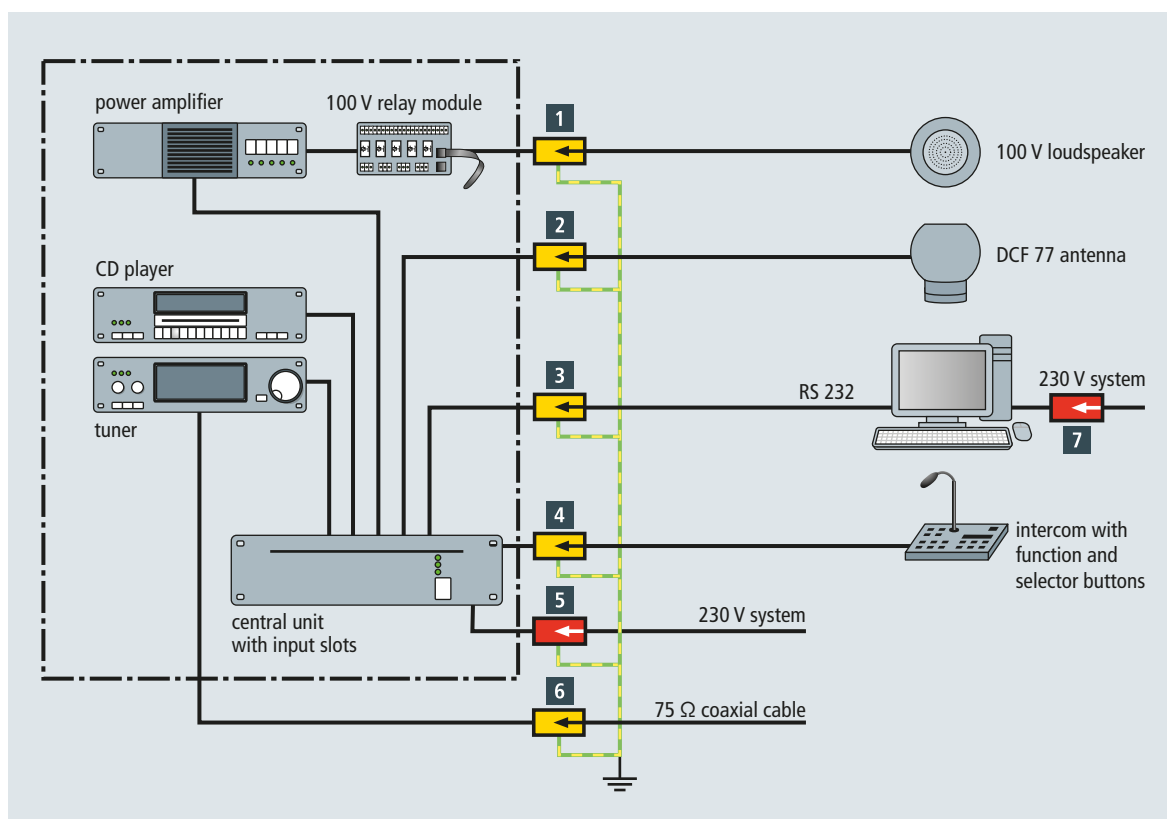 power amplifier
100 V relay module
1
100 V loudspeaker
2
DCF 77 antenna
CD player
3
RS 232
230 V system
7
tuner
4
intercom with
function and
selector buttons
5
230 V system
central unit
with input slots
6
75 Ω coaxial cable